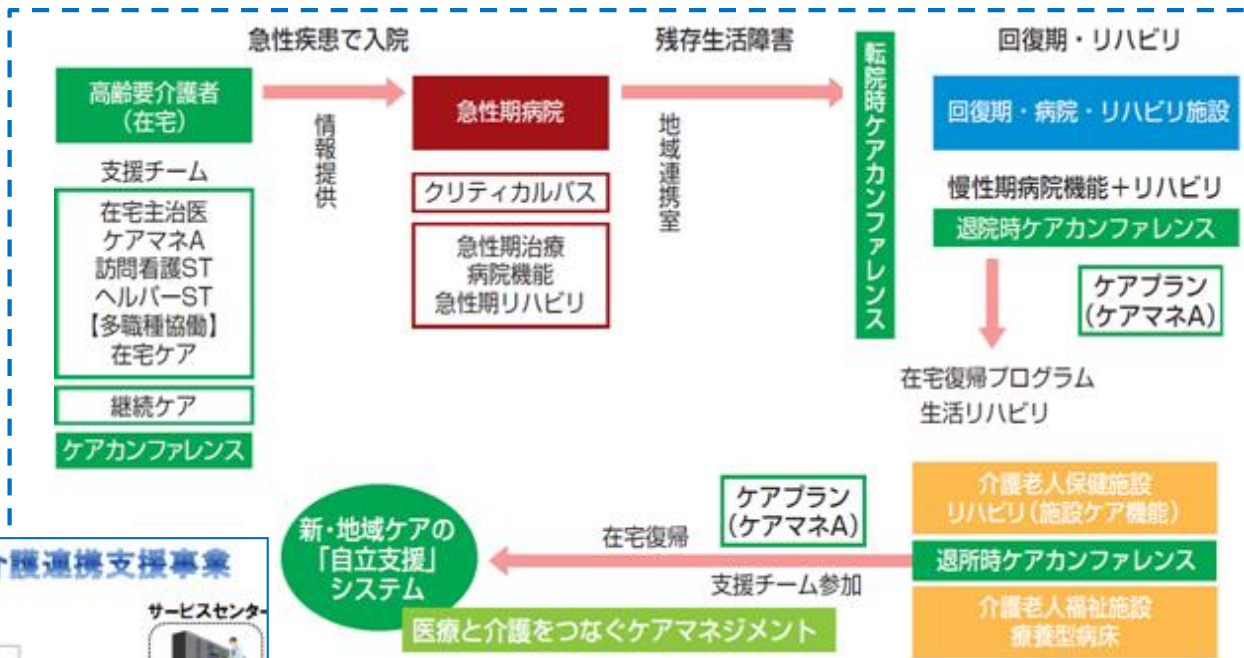 急性疾患で入院
残存生活障害
回復期・リハビリ
高齢要介護者
(在宅)
情報提供
急性期病院
地域連携室
転院時ケアカンファレンス
回復期・病院・リハビリ施設
支援チーム
在宅主治医
ケアマネA
訪問看護ST
ヘルパーST
【多職種協働】
在宅ケア
継続ケア
ケアカンファレンス
クリティカルパス
急性期治療
病院機能
急性期リハビリ
慢性期病院機能+リハビリ
退院時ケアカンファレンス
ケアプラン
(ケアマネA)
在宅復帰プログラム
生活リハビリ
介護老人保健施設
リハビリ(施設ケア機能)
退所時ケアカンファレンス
介護老人福祉施設
療養型病床
ケアプラン
(ケアマネA)
在宅復帰
支援チーム参加
新・地域ケアの
「自立支援」
システム
医療と介護をつなぐケアマネジメント
護連携支援事業
サービスセンター